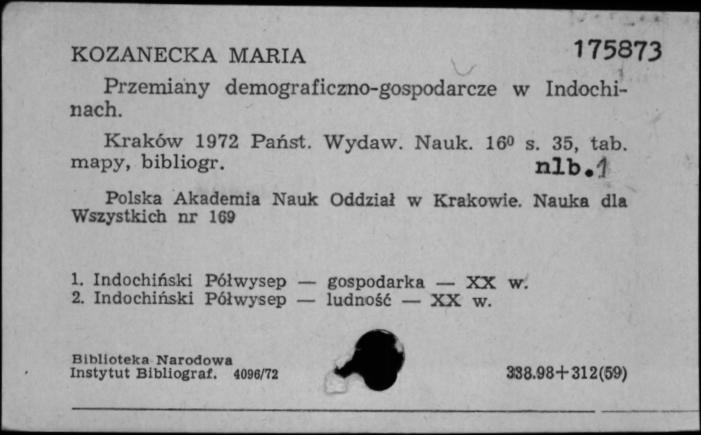 KOZANECKA MARIA 175873
Przemiany demograficzno-gospodarcze w Indochi-
nach.
Kraków 1972 Państ. Wydaw. Nauk. 16⁰ s. 35, tab.
mapy, bibliogr. nlb.1
Polska Akademia Nauk Oddział w Krakowie. Nauka dla
Wszystkich nr 169
1. Indochiński Półwysep — gospodarka — XX w.
2. Indochiński Półwysep — ludność — XX w.
Biblioteka Narodowa
Instytut Bibliograf. 4096/72 338.98+312(59)